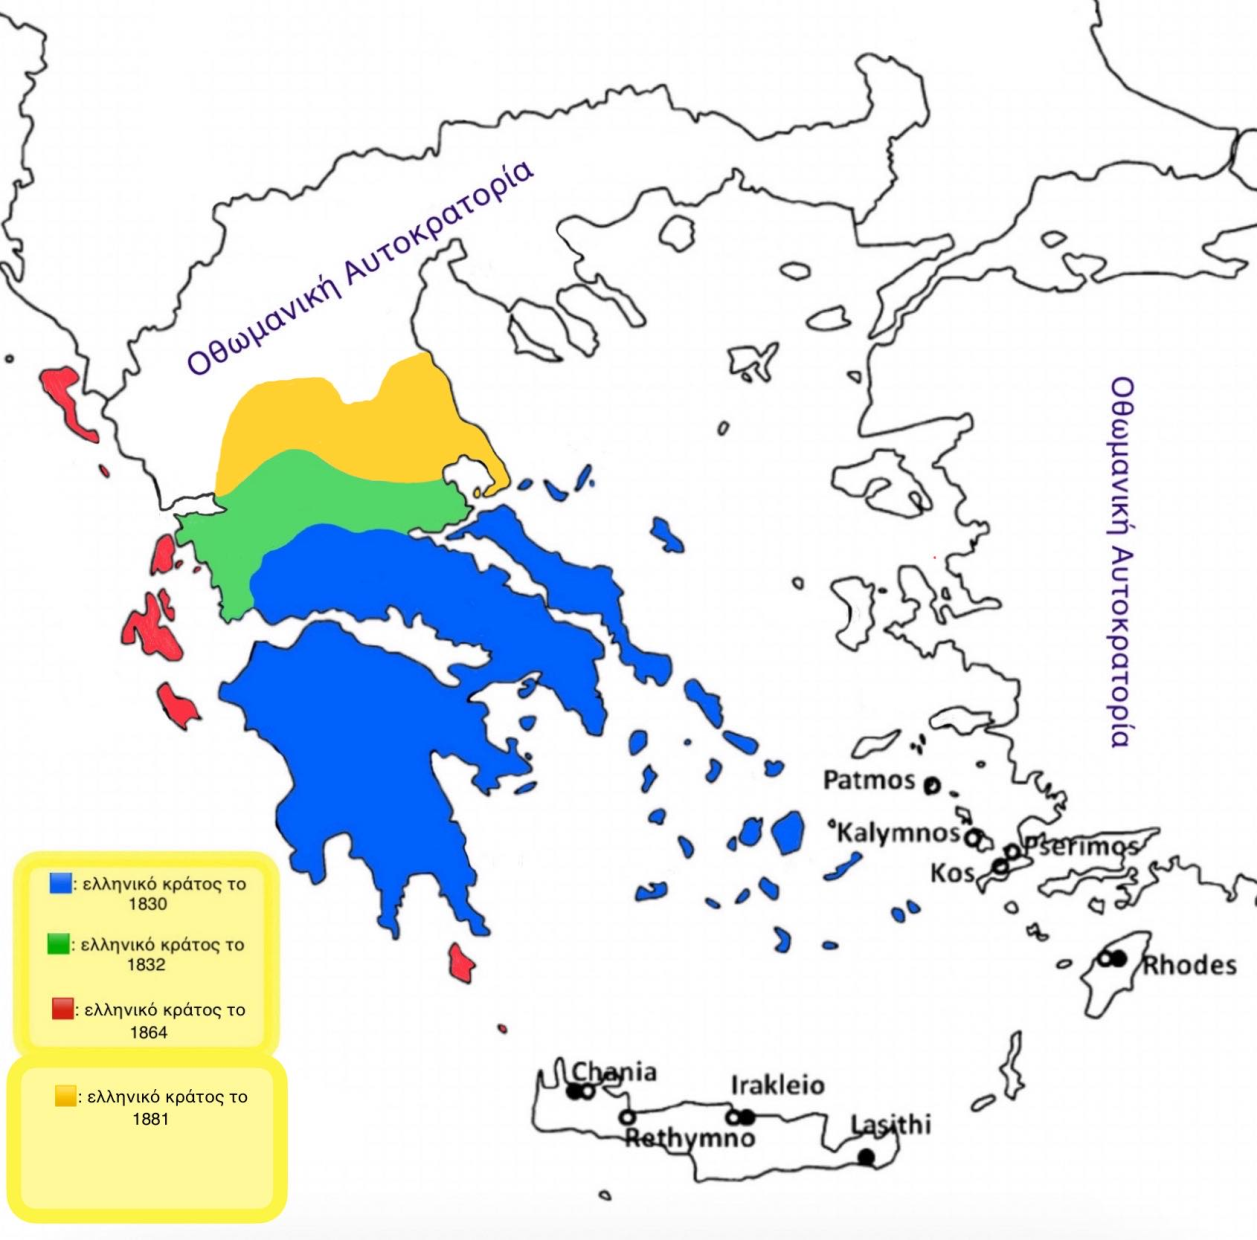 Οθωμανική Αυτοκρατορία
Οθωμανική Αυτοκρατορία
Patmos
Kalymnos
Pserimos
Kos
Rhodes
Chania
Irakleio
Rethymno
Lasithi
: ελληνικό κράτος το
1830
: ελληνικό κράτος το
1832
: ελληνικό κράτος το
1864
: ελληνικό κράτος το
1881